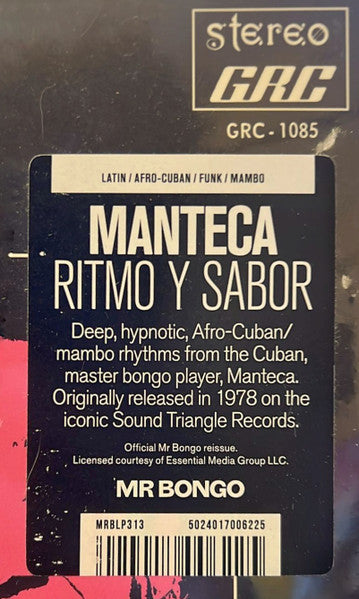 stereo
GRC
GRC - 1085
LATIN / AFRO-CUBAN / FUNK / MAMBO
MANTECA
RITMO Y SABOR
Deep, hypnotic, Afro-Cuban/
mambo rhythms from the Cuban,
master bongo player, Manteca.
Originally released in 1978 on the
iconic Sound Triangle Records.
Official Mr Bongo reissue.
Licensed courtesy of Essential Media Group LLC.
MR BONGO
MRBLP313 5024017006225